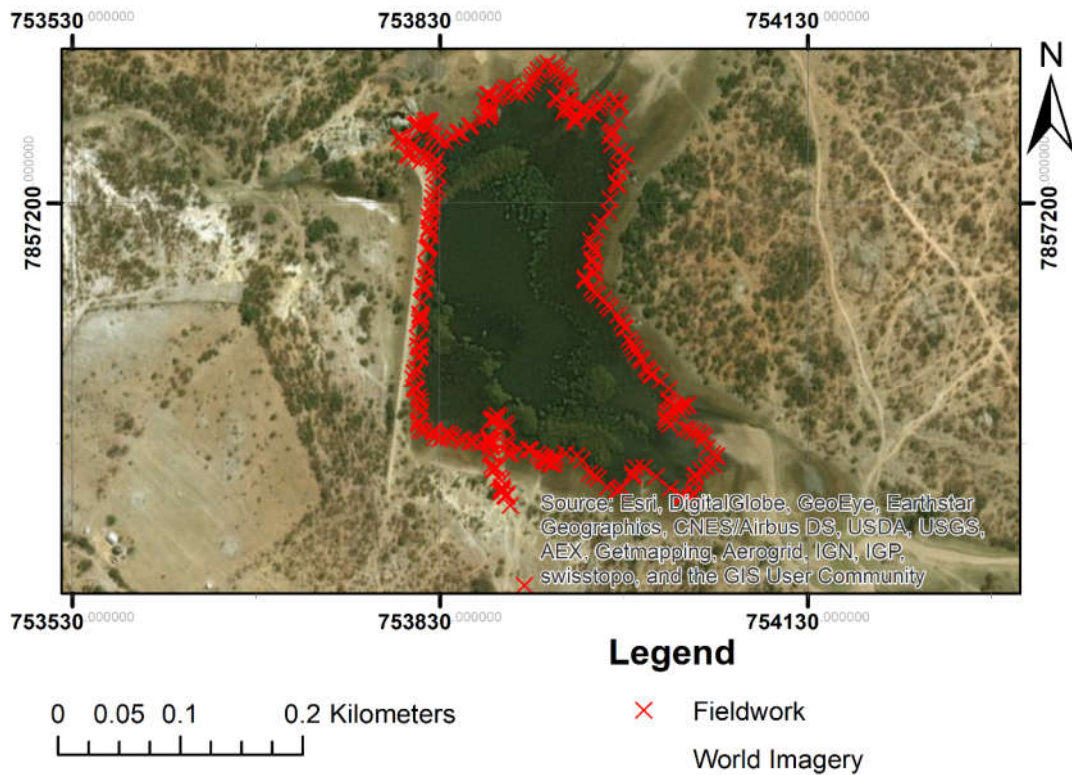 753530.000000 753830.000000 754130.000000
N
7857200.000000
7857200.000000
Source: Esri, DigitalGlobe, GeoEye, Earthstar
Geographics, CNES/Airbus DS, USDA, USGS,
AEX, Getmapping, Aerogrid, IGN, IGP,
swisstopo, and the GIS User Community
753530.000000 753830.000000 754130.000000
Legend
0 0.05 0.1 0.2 Kilometers
Fieldwork
World Imagery